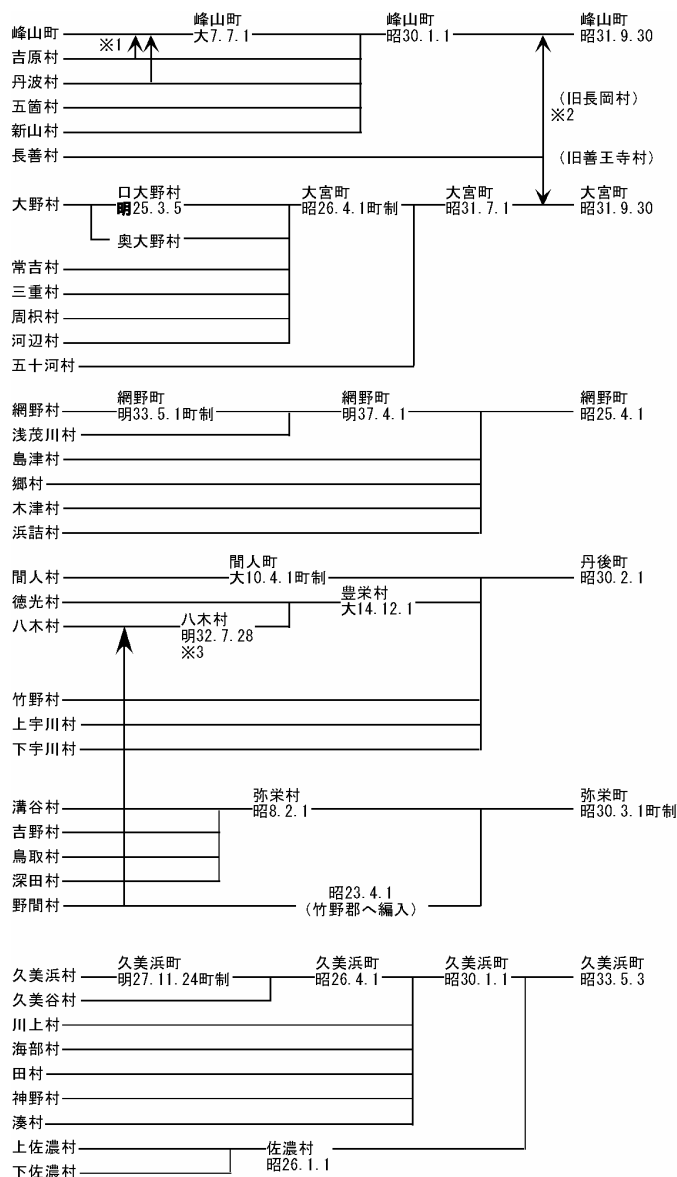 峰山町 峰山町 峰山町 峰山町
※1 大7.7.1 昭30.1.1 昭31.9.30
吉原村
丹波村
五箇村 (旧長岡村)
※2
新山村
長善村 (旧善王寺村)
大野村 口大野村 大宮町 大宮町 大宮町
明25.3.5 昭26.4.1町制 昭31.7.1 昭31.9.30
奥大野村
常吉村
三重村
周枳村
河辺村
五十河村
網野村 網野町 網野町 網野町
明33.5.1町制 明37.4.1 昭25.4.1
浅茂川村
島津村
郷村
木津村
浜詰村
間人村 間人町 丹後町
大10.4.1町制 昭30.2.1
徳光村 豊栄村
大14.12.1
八木村 八木村
明32.7.28
※3
竹野村
上宇川村
下宇川村
溝谷村 弥栄村 弥栄町
昭8.2.1 昭30.3.1町制
吉野村
鳥取村
深田村
野間村 昭23.4.1
(竹野郡へ編入)
久美浜村 久美浜町 久美浜町 久美浜町 久美浜町
明27.11.24町制 昭26.4.1 昭30.1.1 昭33.5.3
久美谷村
川上村
海部村
田村
神野村
湊村
上佐濃村 佐濃村
昭26.1.1
下佐濃村